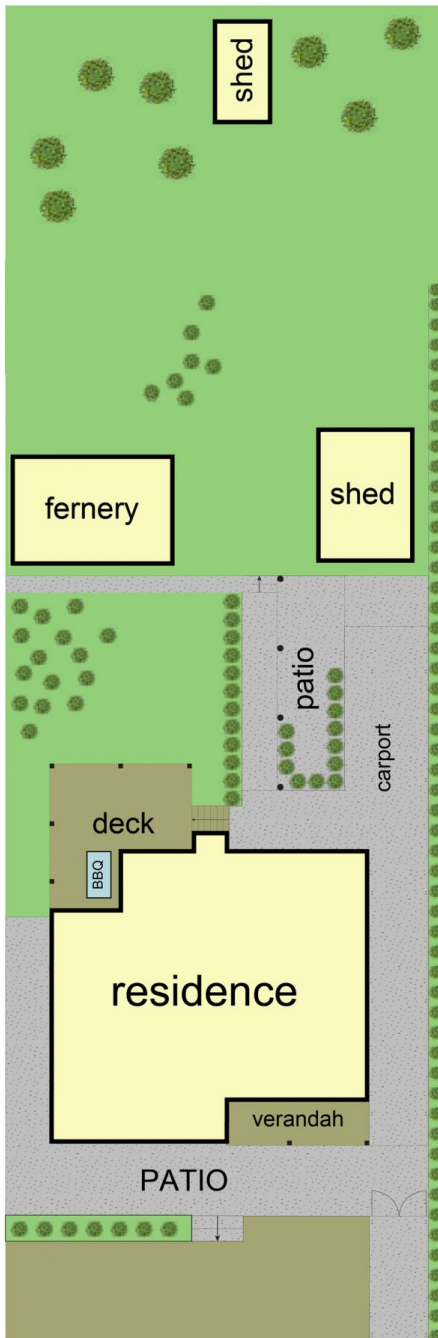 shed
fernery
shed
patio
carport
deck
BBQ
residence
verandah
PATIO